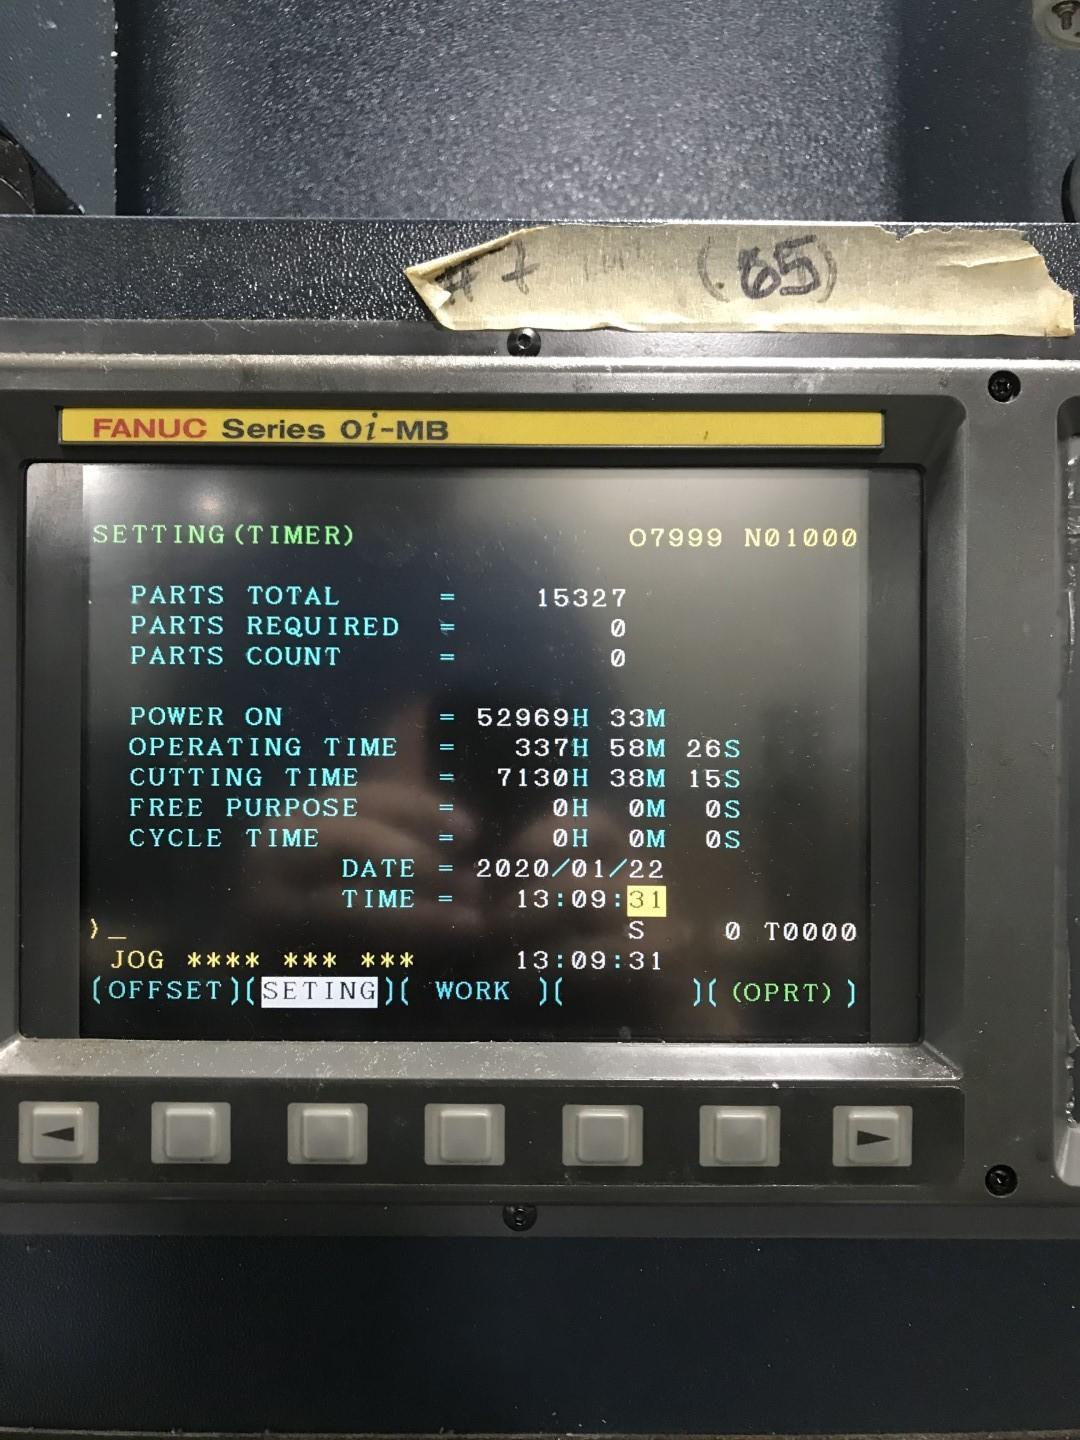 #7 (65)
FANUC Series 0i-MB
SETTING(TIMER) O7999 N01000
PARTS TOTAL = 15327
PARTS REQUIRED = 0
PARTS COUNT = 0
POWER ON = 52969H 33M
OPERATING TIME = 337H 58M 26S
CUTTING TIME = 7130H 38M 15S
FREE PURPOSE = 0H 0M 0S
CYCLE TIME = 0H 0M 0S
DATE = 2020/01/22
TIME = 13:09:31
>_ S 0 T0000
JOG **** *** *** 13:09:31
(OFFSET)(SETING)( WORK )( )( (OPRT) )